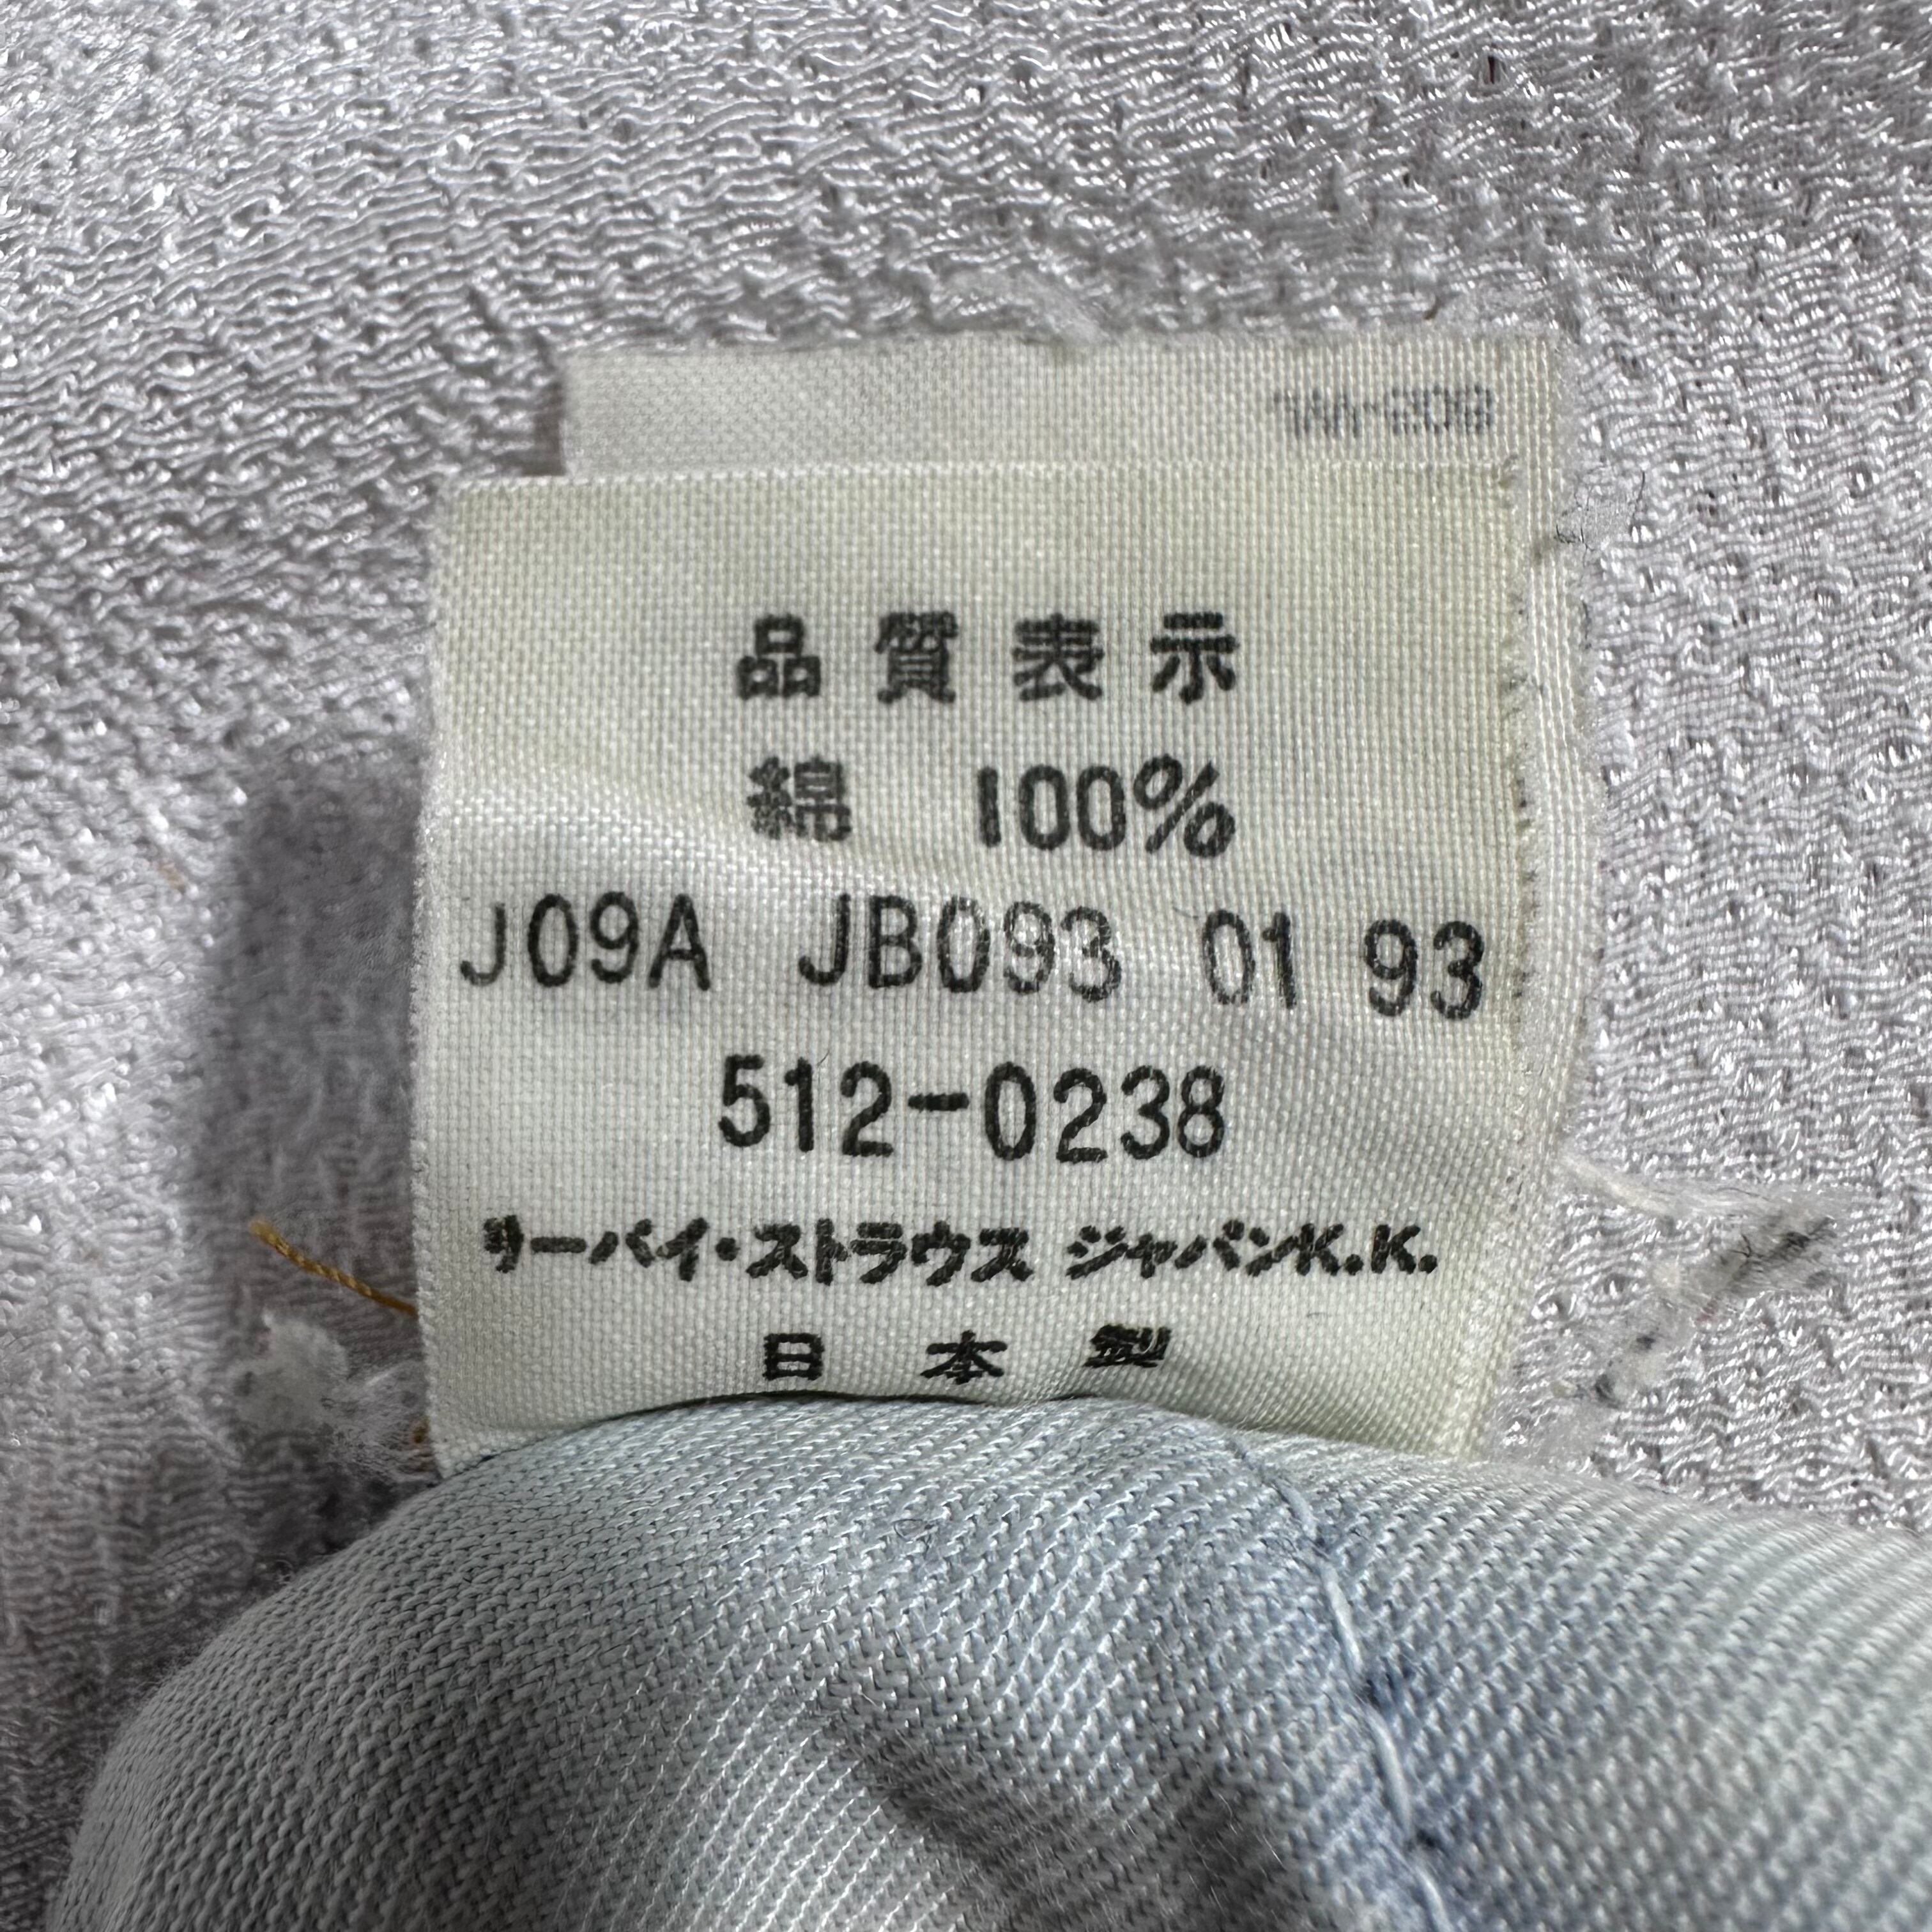 品質表示
綿 100%
J09A JB093 01 93
512-0238
リーバイ・ストラウス ジャパンK.K.
日本製